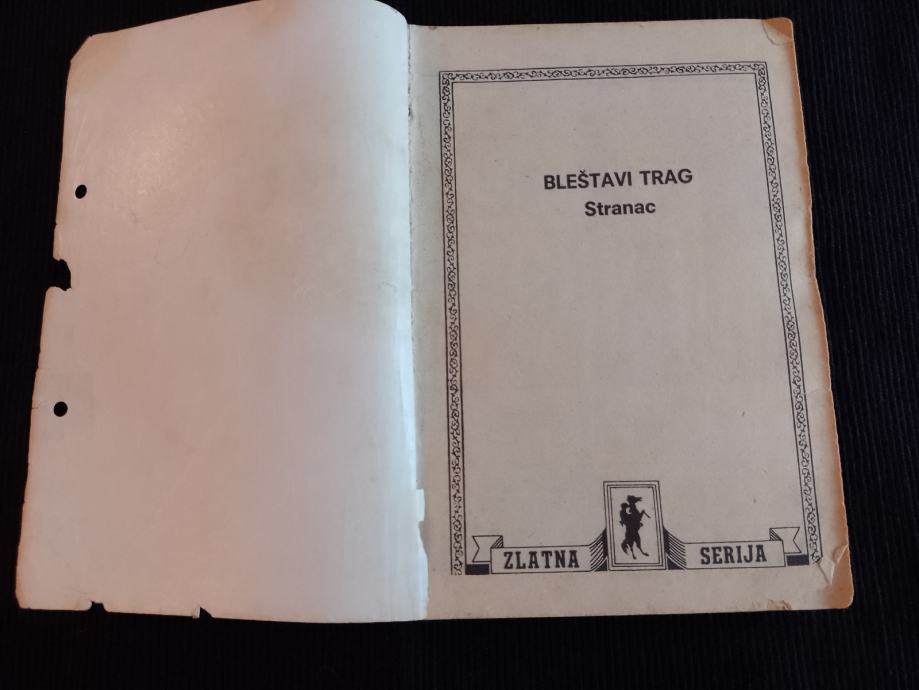 BLEŠTAVI TRAG
Stranac
ZLATNA SERIJA